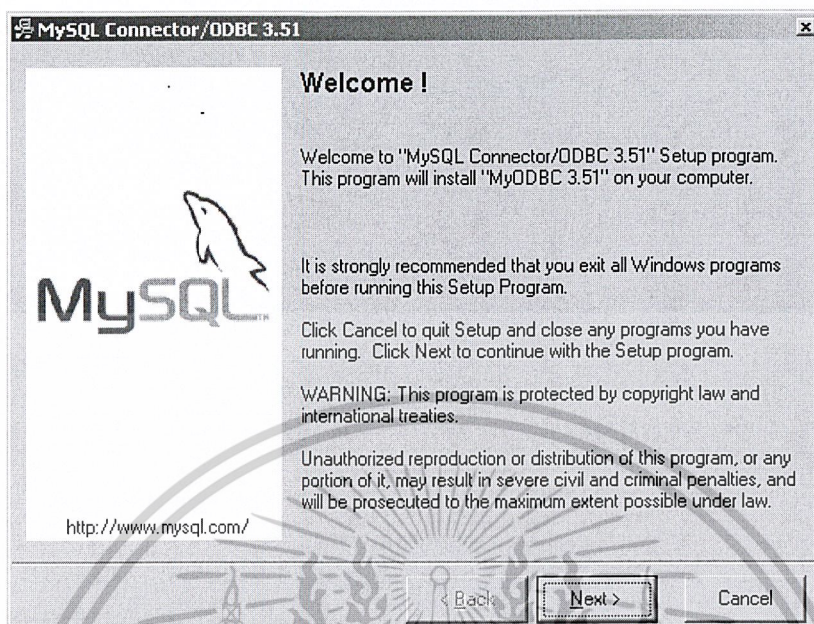 MySQL Connector/ODBC 3.51
Welcome !
Welcome to "MySQL Connector/ODBC 3.51" Setup program.
This program will install "MyODBC 3.51" on your computer.
It is strongly recommended that you exit all Windows programs
before running this Setup Program.
Click Cancel to quit Setup and close any programs you have
running. Click Next to continue with the Setup program.
WARNING: This program is protected by copyright law and
international treaties.
Unauthorized reproduction or distribution of this program, or any
portion of it, may result in severe civil and criminal penalties, and
will be prosecuted to the maximum extent possible under law.
MySQL
TM
http://www.mysql.com/
< Back
Next >
Cancel